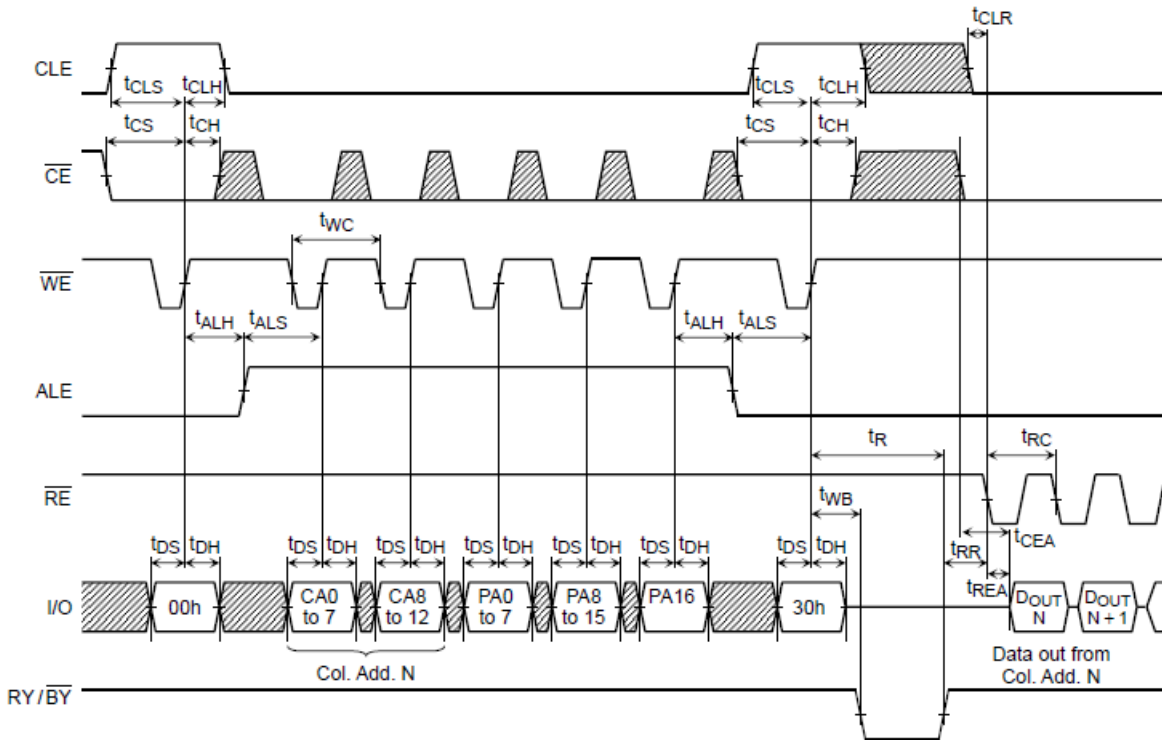 tCLR
CLE
tCLS tCLH tCLS tCLH
tCS tCH tCS tCH
CE
tWC
WE
tALH tALS tALH tALS
ALE
tR tRC
RE
tWB
tCEA
tDS tDH tDS tDH tDS tDH tDS tDH tDS tDH tDS tDH tDS tDH tRR
tREA
I/O 00h CA0 to 7 CA8 to 12 PA0 to 7 PA8 to 15 PA16 30h DOUT N DOUT N + 1
Col. Add. N
Data out from
Col. Add. N
RY / BY